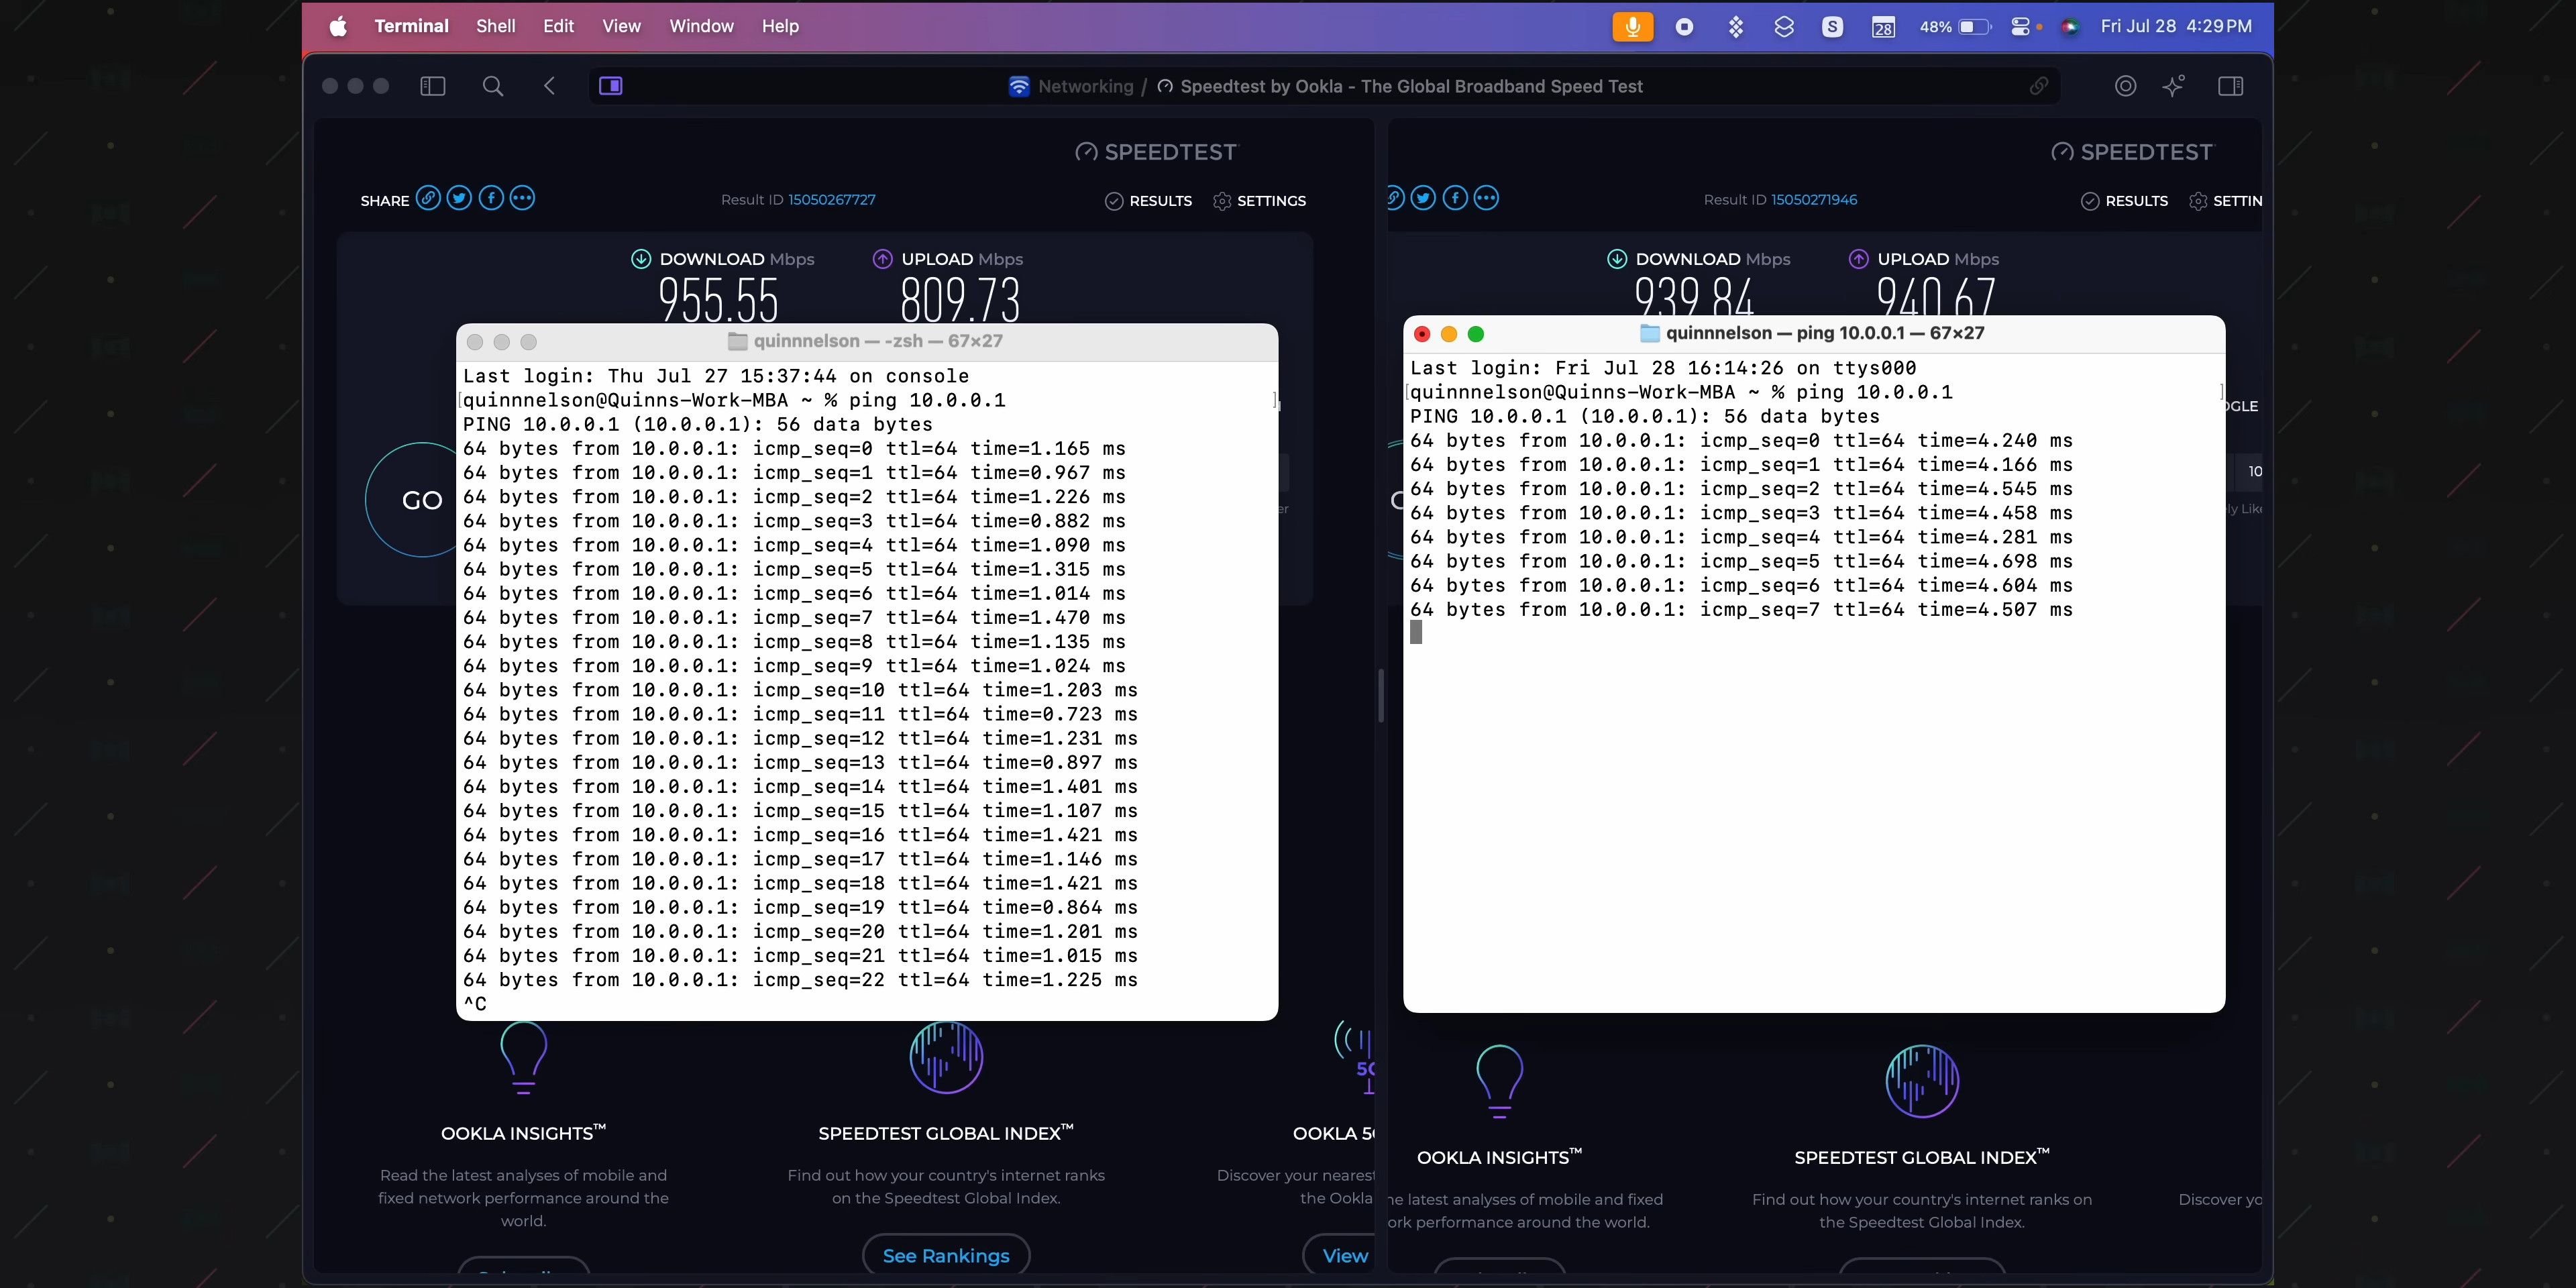 Terminal Shell Edit View Window Help
S 28 48% Fri Jul 28 4:29 PM
Networking / Speedtest by Ookla - The Global Broadband Speed Test
SPEEDTEST
SHARE
Result ID 15050267727
RESULTS SETTINGS
DOWNLOAD Mbps
955.55
UPLOAD Mbps
809.73
GO
quinnnelson — -zsh — 67×27
Last login: Thu Jul 27 15:37:44 on console
[quinnnelson@Quinns-Work-MBA ~ % ping 10.0.0.1 ]
PING 10.0.0.1 (10.0.0.1): 56 data bytes
64 bytes from 10.0.0.1: icmp_seq=0 ttl=64 time=1.165 ms
64 bytes from 10.0.0.1: icmp_seq=1 ttl=64 time=0.967 ms
64 bytes from 10.0.0.1: icmp_seq=2 ttl=64 time=1.226 ms
64 bytes from 10.0.0.1: icmp_seq=3 ttl=64 time=0.882 ms
64 bytes from 10.0.0.1: icmp_seq=4 ttl=64 time=1.090 ms
64 bytes from 10.0.0.1: icmp_seq=5 ttl=64 time=1.315 ms
64 bytes from 10.0.0.1: icmp_seq=6 ttl=64 time=1.014 ms
64 bytes from 10.0.0.1: icmp_seq=7 ttl=64 time=1.470 ms
64 bytes from 10.0.0.1: icmp_seq=8 ttl=64 time=1.135 ms
64 bytes from 10.0.0.1: icmp_seq=9 ttl=64 time=1.024 ms
64 bytes from 10.0.0.1: icmp_seq=10 ttl=64 time=1.203 ms
64 bytes from 10.0.0.1: icmp_seq=11 ttl=64 time=0.723 ms
64 bytes from 10.0.0.1: icmp_seq=12 ttl=64 time=1.231 ms
64 bytes from 10.0.0.1: icmp_seq=13 ttl=64 time=0.897 ms
64 bytes from 10.0.0.1: icmp_seq=14 ttl=64 time=1.401 ms
64 bytes from 10.0.0.1: icmp_seq=15 ttl=64 time=1.107 ms
64 bytes from 10.0.0.1: icmp_seq=16 ttl=64 time=1.421 ms
64 bytes from 10.0.0.1: icmp_seq=17 ttl=64 time=1.146 ms
64 bytes from 10.0.0.1: icmp_seq=18 ttl=64 time=1.421 ms
64 bytes from 10.0.0.1: icmp_seq=19 ttl=64 time=0.864 ms
64 bytes from 10.0.0.1: icmp_seq=20 ttl=64 time=1.201 ms
64 bytes from 10.0.0.1: icmp_seq=21 ttl=64 time=1.015 ms
64 bytes from 10.0.0.1: icmp_seq=22 ttl=64 time=1.225 ms
^C
OOKLA INSIGHTS™
Read the latest analyses of mobile and
fixed network performance around the
world.
SPEEDTEST GLOBAL INDEX™
Find out how your country's internet ranks
on the Speedtest Global Index.
See Rankings
OOKLA 5G
Discover your nearest
the Ookla
View
SPEEDTEST
Result ID 15050271946
RESULTS SETTIN
DOWNLOAD Mbps
939.84
UPLOAD Mbps
940.67
quinnnelson — ping 10.0.0.1 — 67×27
Last login: Fri Jul 28 16:14:26 on ttys000
[quinnnelson@Quinns-Work-MBA ~ % ping 10.0.0.1 ]
PING 10.0.0.1 (10.0.0.1): 56 data bytes
64 bytes from 10.0.0.1: icmp_seq=0 ttl=64 time=4.240 ms
64 bytes from 10.0.0.1: icmp_seq=1 ttl=64 time=4.166 ms
64 bytes from 10.0.0.1: icmp_seq=2 ttl=64 time=4.545 ms
64 bytes from 10.0.0.1: icmp_seq=3 ttl=64 time=4.458 ms
64 bytes from 10.0.0.1: icmp_seq=4 ttl=64 time=4.281 ms
64 bytes from 10.0.0.1: icmp_seq=5 ttl=64 time=4.698 ms
64 bytes from 10.0.0.1: icmp_seq=6 ttl=64 time=4.604 ms
64 bytes from 10.0.0.1: icmp_seq=7 ttl=64 time=4.507 ms
OGLE
10
ly Like
OOKLA INSIGHTS™
he latest analyses of mobile and fixed
ork performance around the world.
SPEEDTEST GLOBAL INDEX™
Find out how your country's internet ranks on
the Speedtest Global Index.
Discover yo